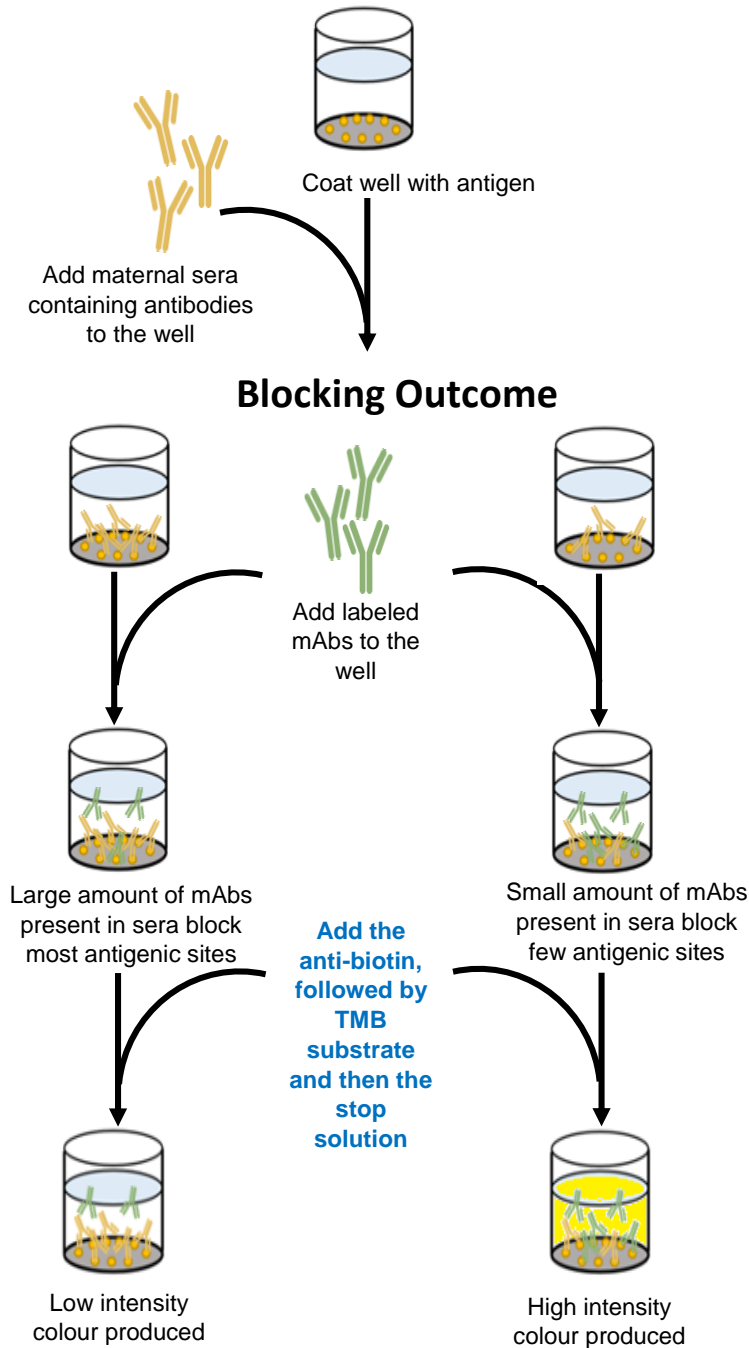 Coat well with antigen
Add maternal sera
containing antibodies
to the well
Blocking Outcome
Add labeled
mAbs to the
well
Large amount of mAbs
present in sera block
most antigenic sites
Small amount of mAbs
present in sera block
few antigenic sites
Add the
anti-biotin,
followed by
TMB
substrate
and then the
stop
solution
Low intensity
colour produced
High intensity
colour produced